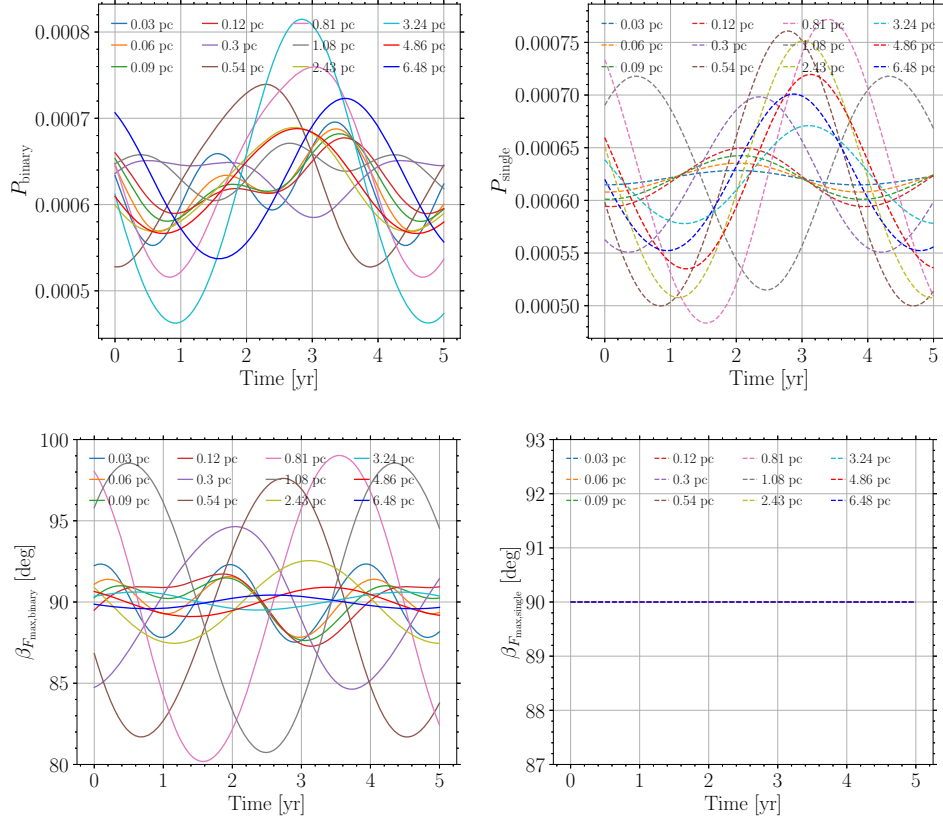 0.03 pc 0.12 pc 0.81 pc 3.24 pc
0.06 pc 0.3 pc 1.08 pc 4.86 pc
0.09 pc 0.54 pc 2.43 pc 6.48 pc
0.0008
0.0007
0.0006
0.0005
P_binary
0 1 2 3 4 5
Time [yr]
0.03 pc 0.12 pc 0.81 pc 3.24 pc
0.06 pc 0.3 pc 1.08 pc 4.86 pc
0.09 pc 0.54 pc 2.43 pc 6.48 pc
0.00075
0.00070
0.00065
0.00060
0.00055
0.00050
P_single
0 1 2 3 4 5
Time [yr]
0.03 pc 0.12 pc 0.81 pc 3.24 pc
0.06 pc 0.3 pc 1.08 pc 4.86 pc
0.09 pc 0.54 pc 2.43 pc 6.48 pc
100
95
90
85
80
β_F_max,binary [deg]
0 1 2 3 4 5
Time [yr]
0.03 pc 0.12 pc 0.81 pc 3.24 pc
0.06 pc 0.3 pc 1.08 pc 4.86 pc
0.09 pc 0.54 pc 2.43 pc 6.48 pc
93
92
91
90
89
88
87
β_F_max,single [deg]
0 1 2 3 4 5
Time [yr]